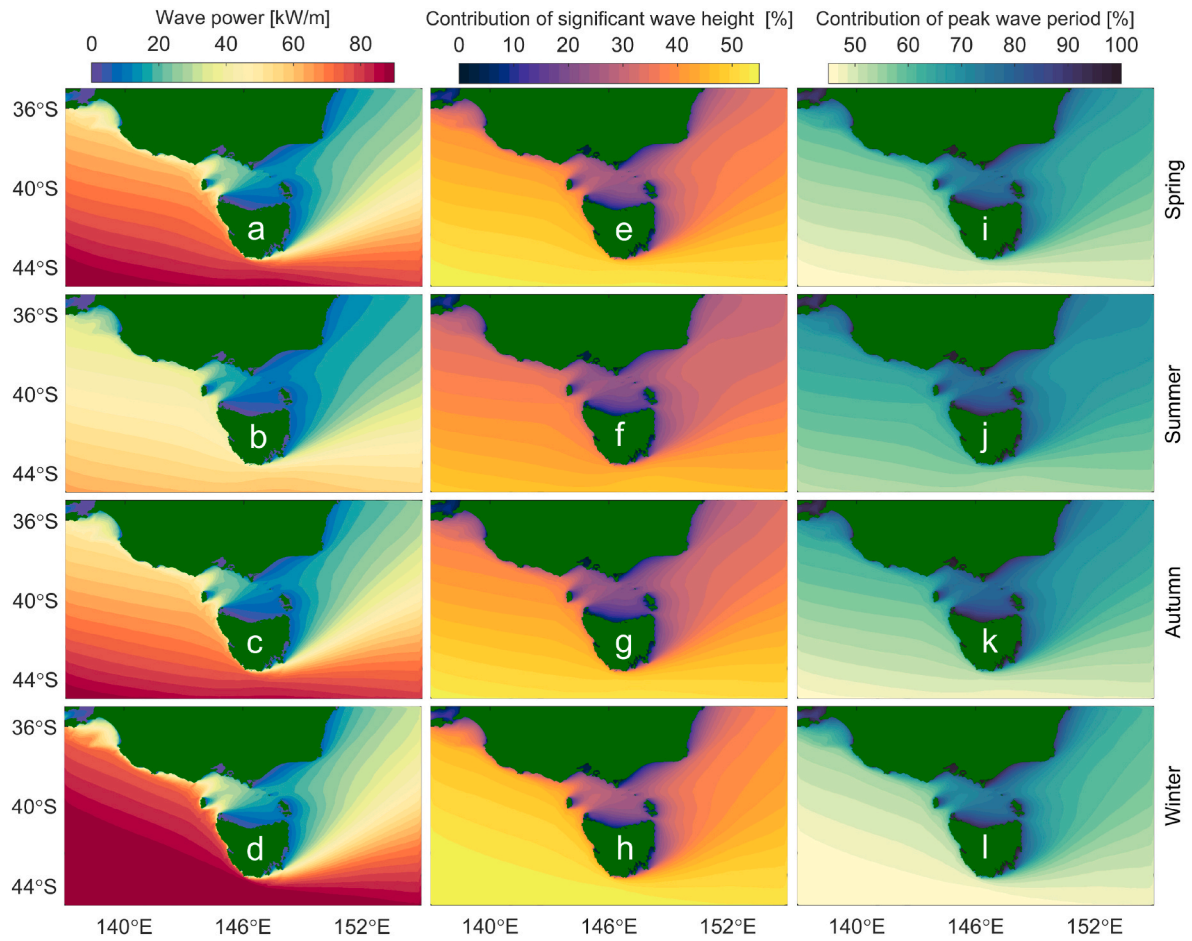 Wave power [kW/m]
Contribution of significant wave height [%]
Contribution of peak wave period [%]
0 20 40 60 80
0 10 20 30 40 50
50 60 70 80 90 100
36°S
40°S
44°S
a
e
i
Spring
36°S
40°S
44°S
b
f
j
Summer
36°S
40°S
44°S
c
g
k
Autumn
36°S
40°S
44°S
d
h
l
Winter
140°E 146°E 152°E
140°E 146°E 152°E
140°E 146°E 152°E